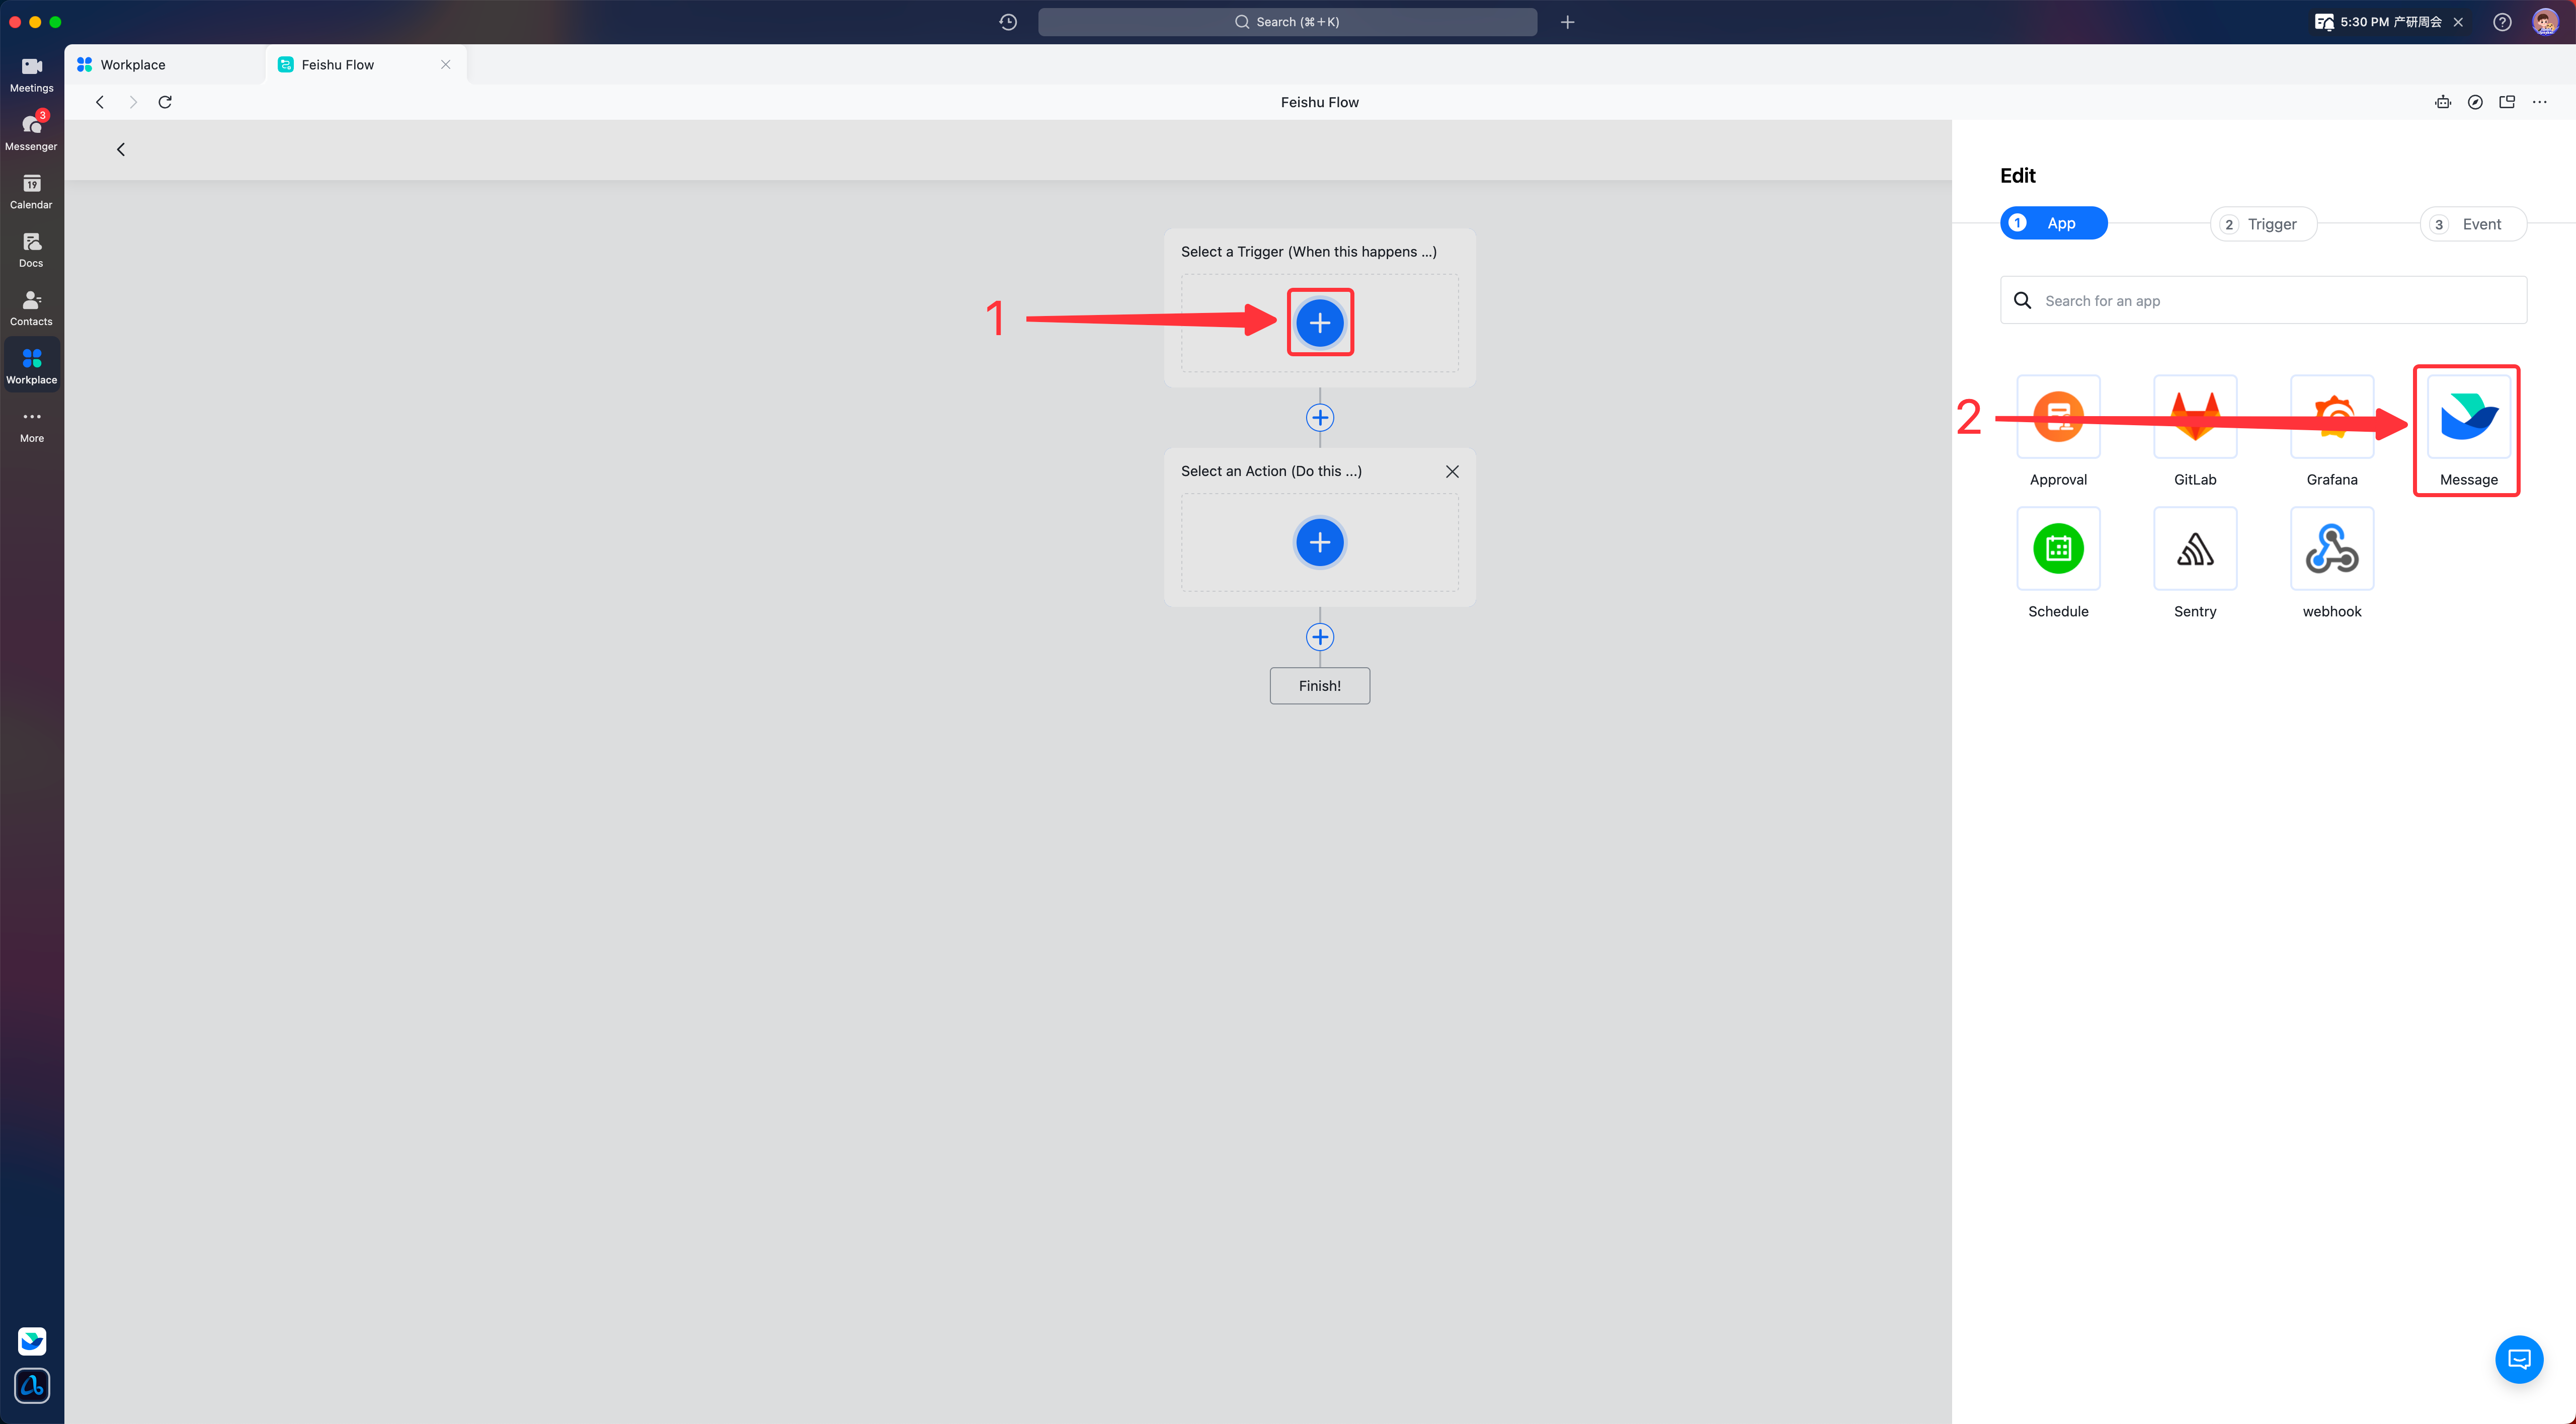 Search (⌘+K)
5:30 PM 产研周会
Meetings
3
Messenger
19
Calendar
Docs
Contacts
Workplace
More
Workplace
Feishu Flow
Feishu Flow
Select a Trigger (When this happens ...)
1
Select an Action (Do this ...)
Finish!
Edit
1 App
2 Trigger
3 Event
Search for an app
2
Approval
GitLab
Grafana
Message
Schedule
Sentry
webhook